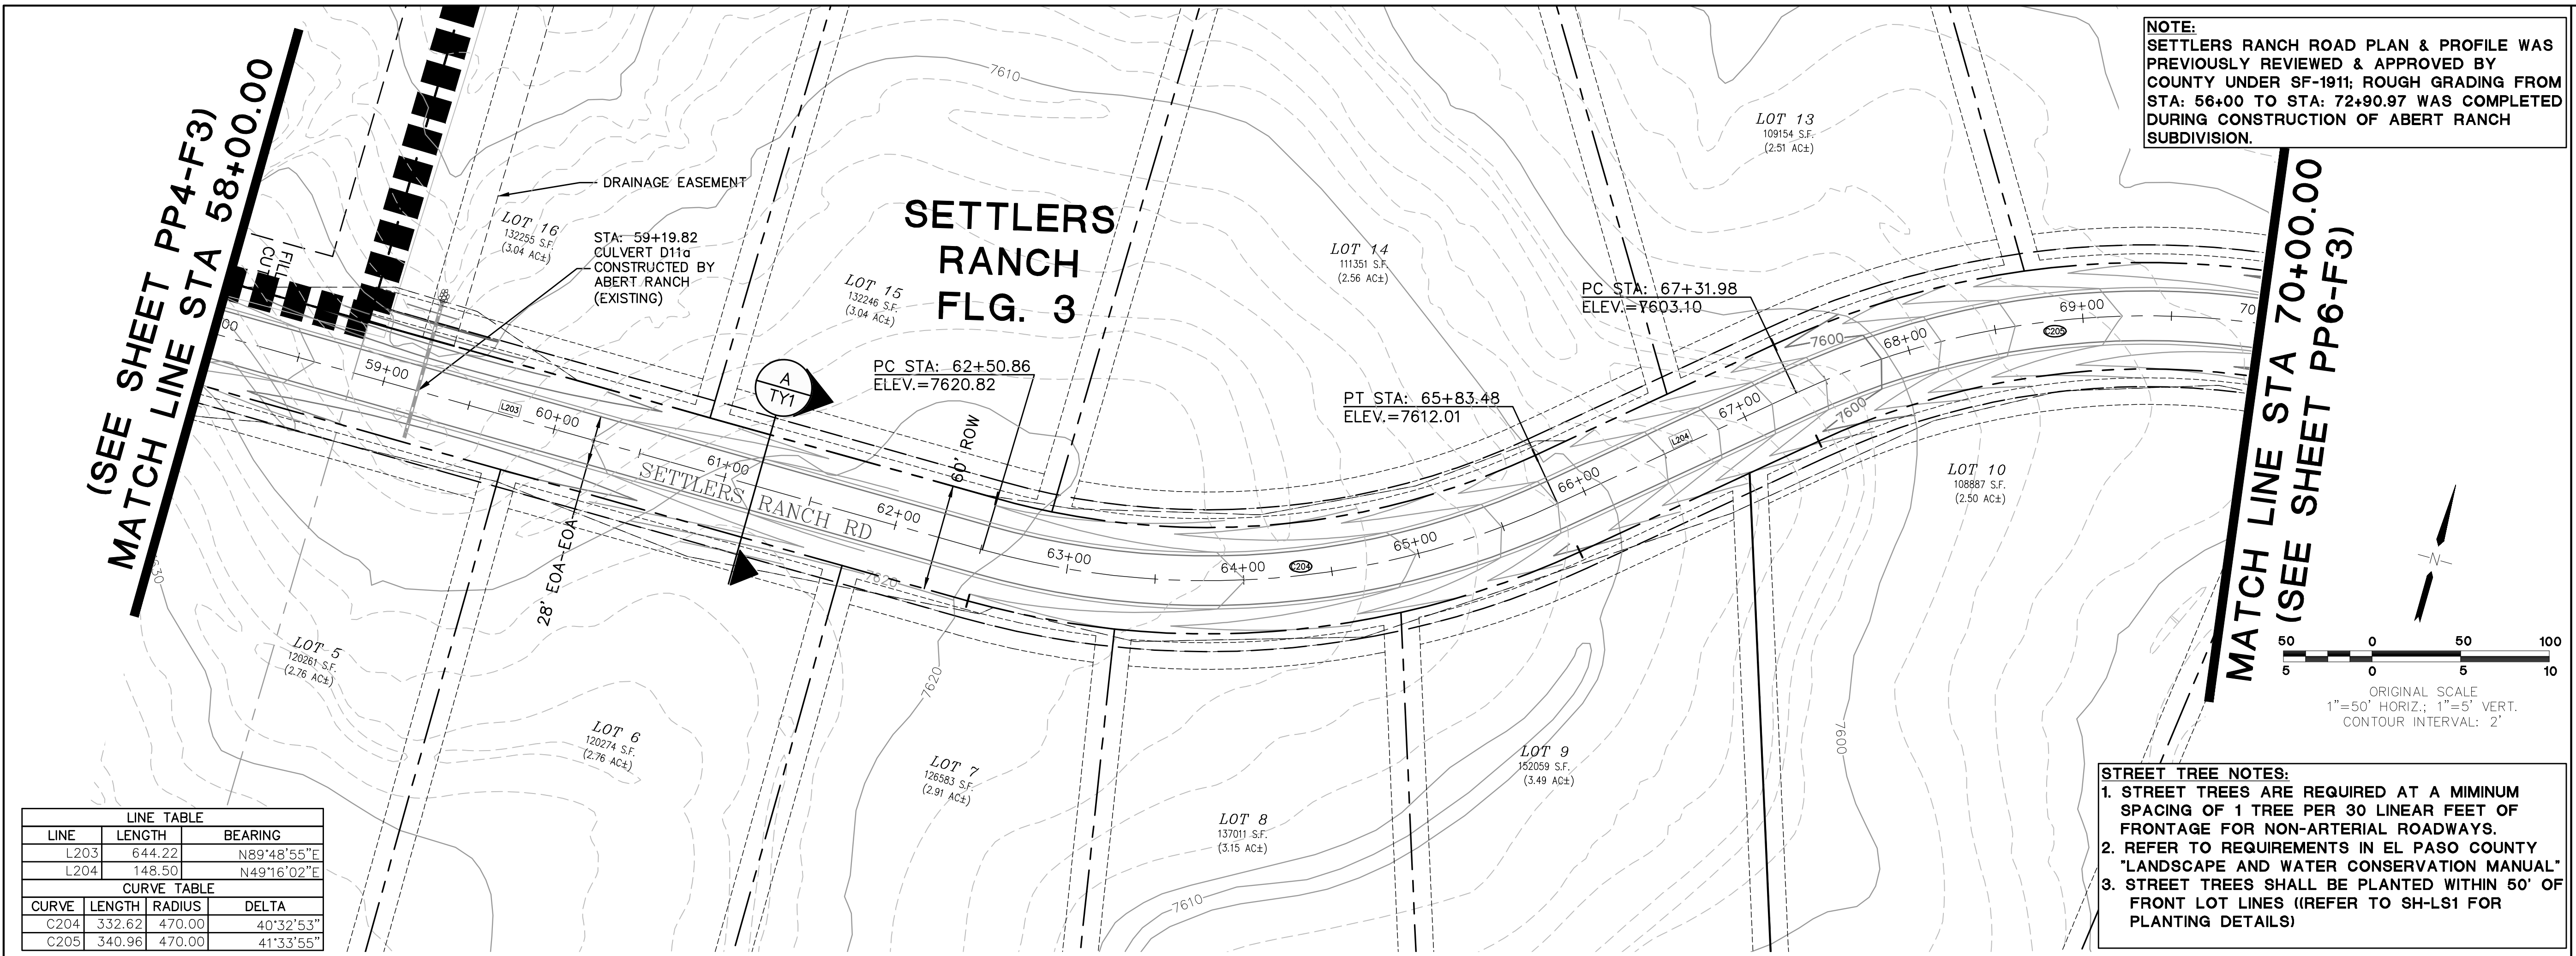 (SEE SHEET PP4-F3)
MATCH LINE STA 58+00.00
FILL
CUT
DRAINAGE EASEMENT
LOT 16
132255 S.F.
(3.04 AC±)
STA: 59+19.82
CULVERT D11a
CONSTRUCTED BY
ABERT RANCH
(EXISTING)
SETTLERS
RANCH
FLG. 3
LOT 15
132246 S.F.
(3.04 AC±)
7610
LOT 14
111351 S.F.
(2.56 AC±)
LOT 13
109154 S.F.
(2.51 AC±)
NOTE:
SETTLERS RANCH ROAD PLAN & PROFILE WAS
PREVIOUSLY REVIEWED & APPROVED BY
COUNTY UNDER SF-1911; ROUGH GRADING FROM
STA: 56+00 TO STA: 72+90.97 WAS COMPLETED
DURING CONSTRUCTION OF ABERT RANCH
SUBDIVISION.
A
TY1
PC STA: 62+50.86
ELEV.=7620.82
PT STA: 65+83.48
ELEV.=7612.01
PC STA: 67+31.98
ELEV.=7603.10
00
59+00
L203
60+00
61+00
62+00
63+00
64+00
C204
65+00
66+00
L204
67+00
68+00
C205
69+00
70
7600
7600
SETTLERS RANCH RD
28' EOA-EOA
60' ROW
7620
7620
7630
LOT 5
120261 S.F.
(2.76 AC±)
LOT 6
120274 S.F.
(2.76 AC±)
LOT 7
126583 S.F.
(2.91 AC±)
LOT 8
137011 S.F.
(3.15 AC±)
7610
LOT 9
152059 S.F.
(3.49 AC±)
LOT 10
108887 S.F.
(2.50 AC±)
7600
MATCH LINE STA 70+00.00
(SEE SHEET PP6-F3)
N
50 0 50 100
5 0 5 10
ORIGINAL SCALE
1"=50' HORIZ.; 1"=5' VERT.
CONTOUR INTERVAL: 2'
LINE TABLE
LINE LENGTH BEARING
L203 644.22 N89°48'55"E
L204 148.50 N49°16'02"E
CURVE TABLE
CURVE LENGTH RADIUS DELTA
C204 332.62 470.00 40°32'53"
C205 340.96 470.00 41°33'55"
STREET TREE NOTES:
1. STREET TREES ARE REQUIRED AT A MIMINUM
SPACING OF 1 TREE PER 30 LINEAR FEET OF
FRONTAGE FOR NON-ARTERIAL ROADWAYS.
2. REFER TO REQUIREMENTS IN EL PASO COUNTY
"LANDSCAPE AND WATER CONSERVATION MANUAL"
3. STREET TREES SHALL BE PLANTED WITHIN 50' OF
FRONT LOT LINES ((REFER TO SH-LS1 FOR
PLANTING DETAILS)